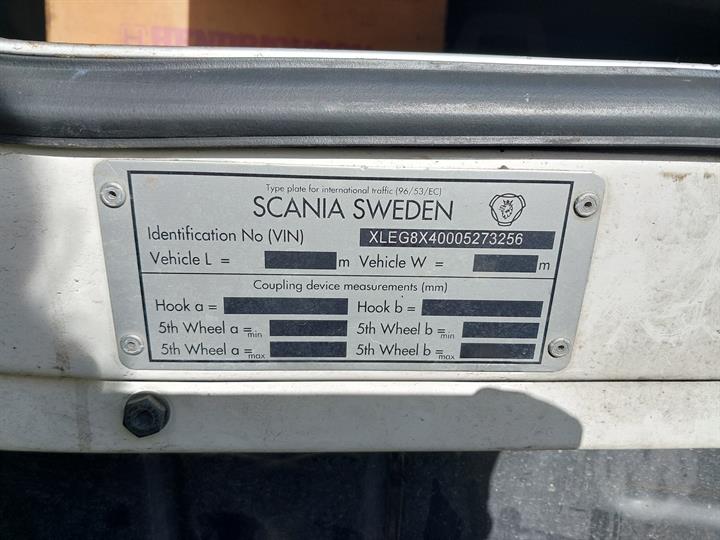 HENDRICKSON
Type plate for international traffic (96/53/EC)
SCANIA SWEDEN
Identification No (VIN) XLEG8X40005273256
Vehicle L = m Vehicle W = m
Coupling device measurements (mm)
Hook a = Hook b =
5th Wheel a =min 5th Wheel b =min
5th Wheel a =max 5th Wheel b =max